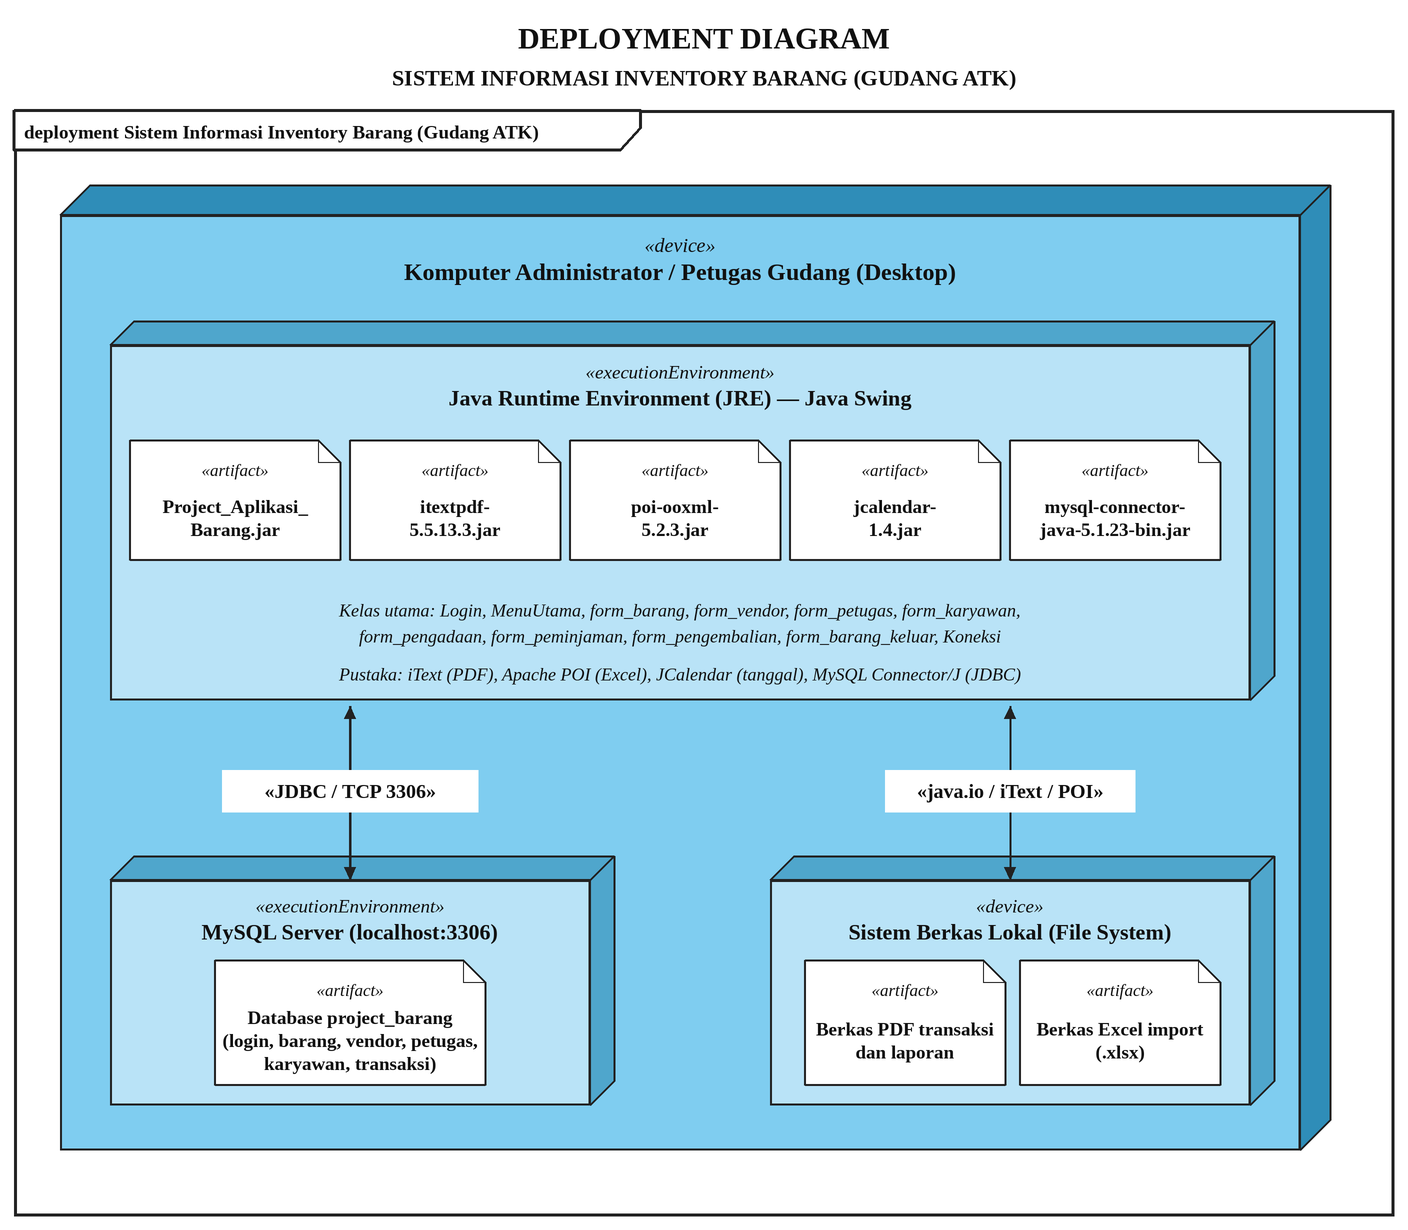 DEPLOYMENT DIAGRAM
SISTEM INFORMASI INVENTORY BARANG (GUDANG ATK)
deployment Sistem Informasi Inventory Barang (Gudang ATK)
«device»
Komputer Administrator / Petugas Gudang (Desktop)
«executionEnvironment»
Java Runtime Environment (JRE) — Java Swing
«artifact»
Project_Aplikasi_
Barang.jar
«artifact»
itextpdf-
5.5.13.3.jar
«artifact»
poi-ooxml-
5.2.3.jar
«artifact»
jcalendar-
1.4.jar
«artifact»
mysql-connector-
java-5.1.23-bin.jar
Kelas utama: Login, MenuUtama, form_barang, form_vendor, form_petugas, form_karyawan,
form_pengadaan, form_peminjaman, form_pengembalian, form_barang_keluar, Koneksi
Pustaka: iText (PDF), Apache POI (Excel), JCalendar (tanggal), MySQL Connector/J (JDBC)
«JDBC / TCP 3306»
«java.io / iText / POI»
«executionEnvironment»
MySQL Server (localhost:3306)
«artifact»
Database project_barang
(login, barang, vendor, petugas,
karyawan, transaksi)
«device»
Sistem Berkas Lokal (File System)
«artifact»
Berkas PDF transaksi
dan laporan
«artifact»
Berkas Excel import
(.xlsx)